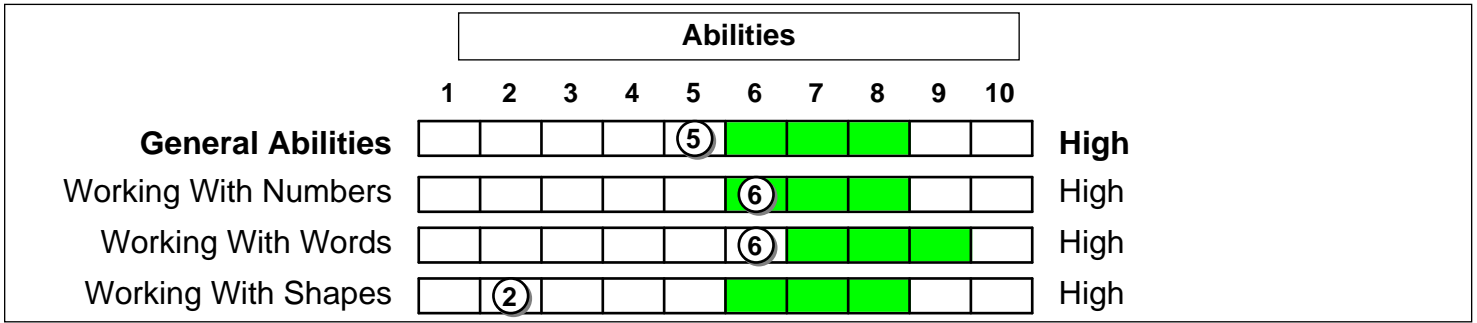 Abilities
1 2 3 4 5 6 7 8 9 10
General Abilities 5 High
Working With Numbers 6 High
Working With Words 6 High
Working With Shapes 2 High